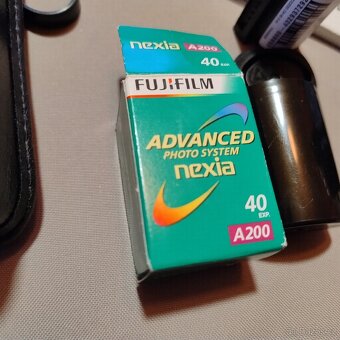 nexia A200
40 EXP.
FUJIFILM
ADVANCED
PHOTO SYSTEM
nexia
40
EXP.
A200